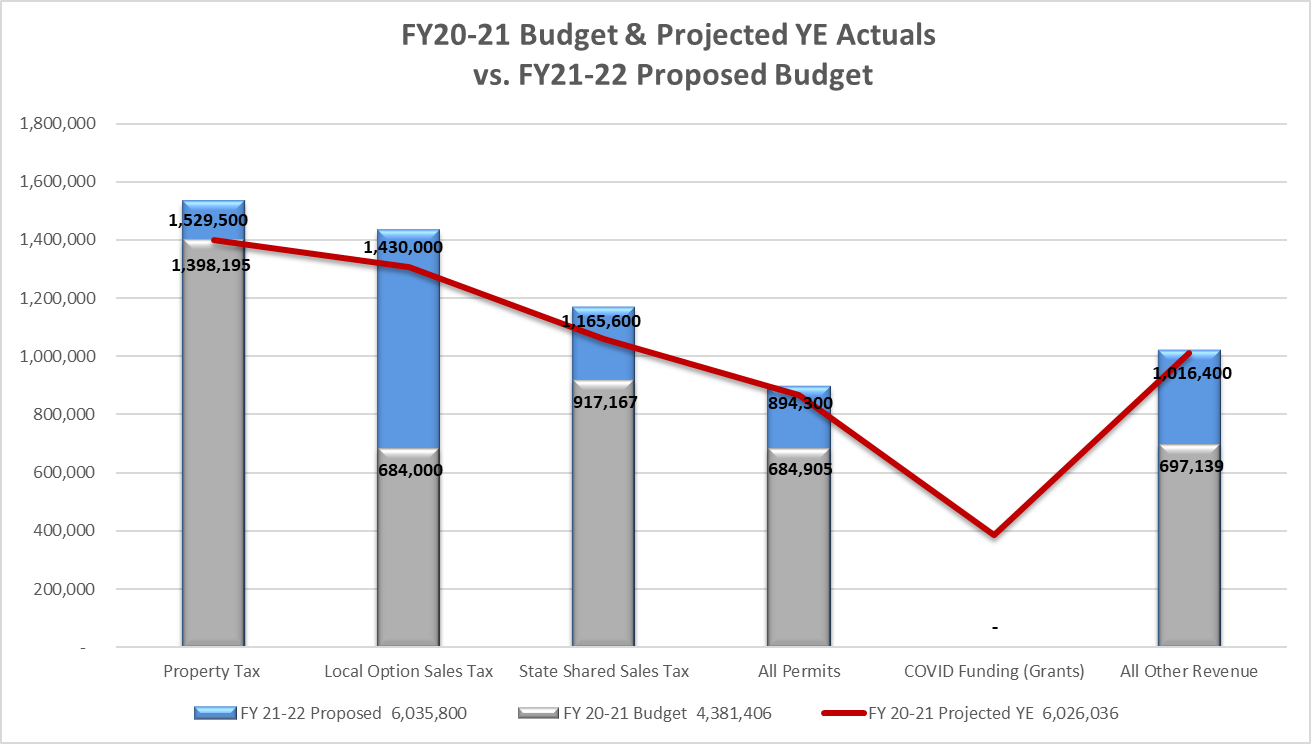 FY20-21 Budget & Projected YE Actuals
vs. FY21-22 Proposed Budget
1,800,000
1,600,000
1,400,000
1,200,000
1,000,000
800,000
600,000
400,000
200,000
-
1,529,500
1,398,195
1,430,000
684,000
1,165,600
917,167
894,300
684,905
-
1,016,400
697,139
Property Tax
Local Option Sales Tax
State Shared Sales Tax
All Permits
COVID Funding (Grants)
All Other Revenue
FY 21-22 Proposed 6,035,800
FY 20-21 Budget 4,381,406
FY 20-21 Projected YE 6,026,036